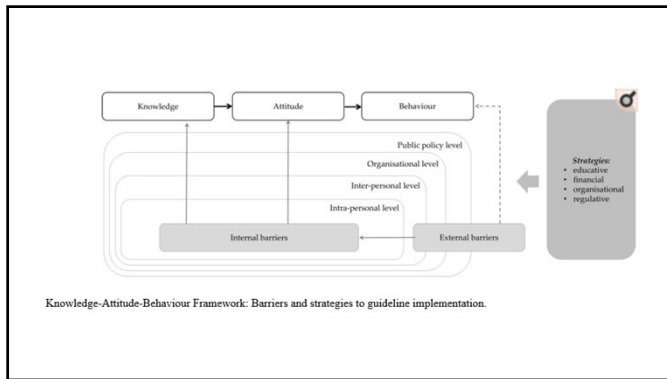 Knowledge
Attitude
Behaviour
Public policy level
Organisational level
Inter-personal level
Intra-personal level
Internal barriers
External barriers
Strategies:
• educative
• financial
• organisational
• regulative
Knowledge-Attitude-Behaviour Framework: Barriers and strategies to guideline implementation.